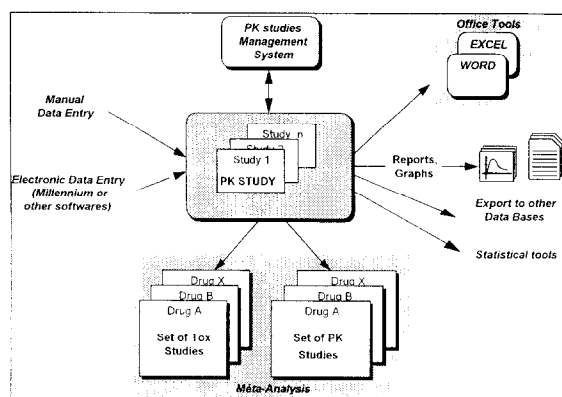 PK studies
Management
System
Office Tools
EXCEL
WORD
Manual
Data Entry
Electronic Data Entry
(Millennium or
other softwares)
Study n
Study 2
Study 1
PK STUDY
Reports,
Graphs
Export to other
Data Bases
Statistical tools
Drug X
Drug B
Drug A
Set of Tox
Studies
Drug X
Drug B
Drug A
Set of PK
Studies
Méta-Analysis